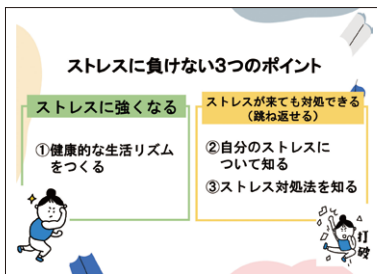 ストレスに負けない3つのポイント
ストレスに強くなる
①健康的な生活リズム
をつくる
ストレスが来ても対処できる
（跳ね返せる）
②自分のストレスに
ついて知る
③ストレス対処法を知る
打破